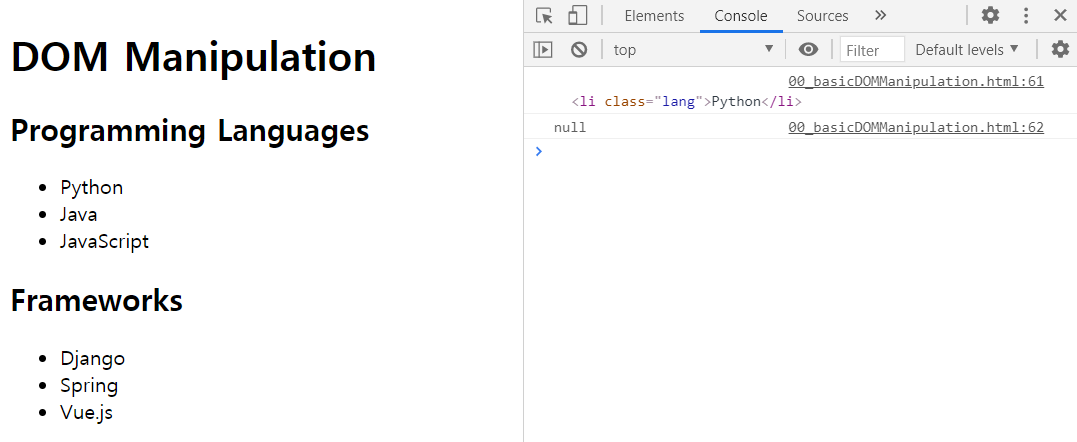 DOM Manipulation
Programming Languages
Python
Java
JavaScript
Frameworks
Django
Spring
Vue.js
Elements Console Sources »
top ▼ Filter Default levels ▼
00_basicDOMManipulation.html:61
<li class="lang">Python</li>
null 00_basicDOMManipulation.html:62